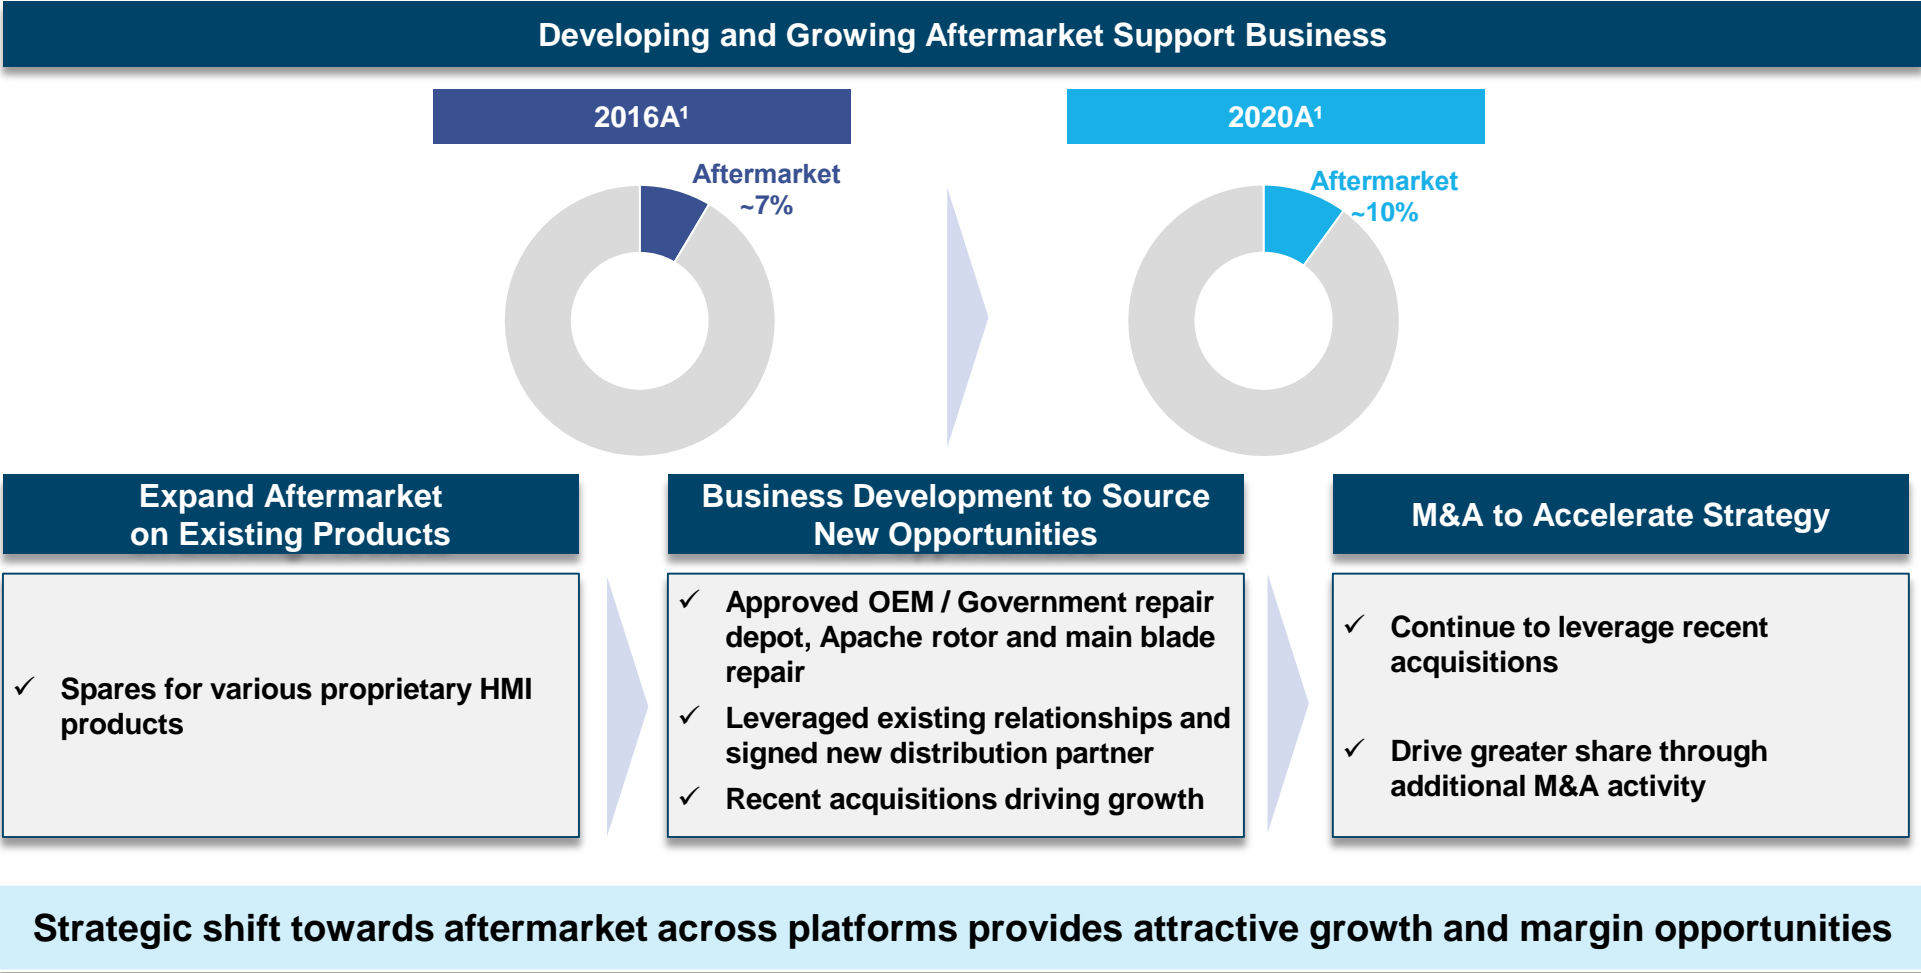 Developing and Growing Aftermarket Support Business
2016A¹
2020A¹
Aftermarket
~7%
Aftermarket
~10%
Expand Aftermarket
on Existing Products
✓ Spares for various proprietary HMI
products
Business Development to Source
New Opportunities
✓ Approved OEM / Government repair
depot, Apache rotor and main blade
repair
✓ Leveraged existing relationships and
signed new distribution partner
✓ Recent acquisitions driving growth
M&A to Accelerate Strategy
✓ Continue to leverage recent
acquisitions
✓ Drive greater share through
additional M&A activity
Strategic shift towards aftermarket across platforms provides attractive growth and margin opportunities